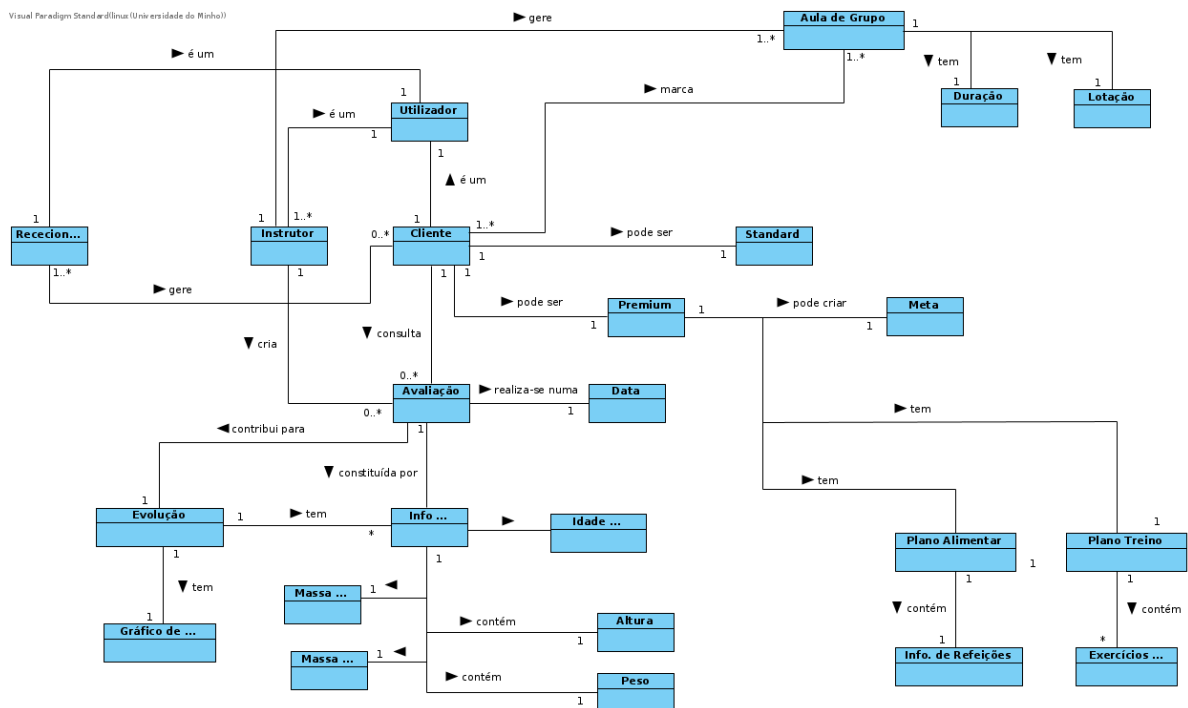 Visual Paradigm Standard(linux(Universidade do Minho))
► gere
Aula de Grupo
1
1..*
1..*
► é um
▼ tem
▼ tem
1
1
1
► marca
Duração
Lotação
Utilizador
► é um
1
1
▲ é um
1
1
1..*
1
0..*
1..*
► pode ser
Rececion...
Instrutor
Cliente
Standard
1
1
1..*
1
1
1
► gere
► pode ser
Premium
1
► pode criar
Meta
1
1
▼ cria
▼ consulta
0..*
Avaliação
► realiza-se numa
Data
0..*
1
► tem
◄ contribui para
1
▼ constituída por
► tem
1
Evolução
1
► tem
Info ...
►
Idade ...
1
*
Plano Alimentar
Plano Treino
1
1
1
1
1
▼ tem
Massa ...
1
◄
▼ contém
▼ contém
1
► contém
Altura
Gráfico de ...
1
1
*
Massa ...
1
◄
Info. de Refeições
Exercícios ...
► contém
Peso
1